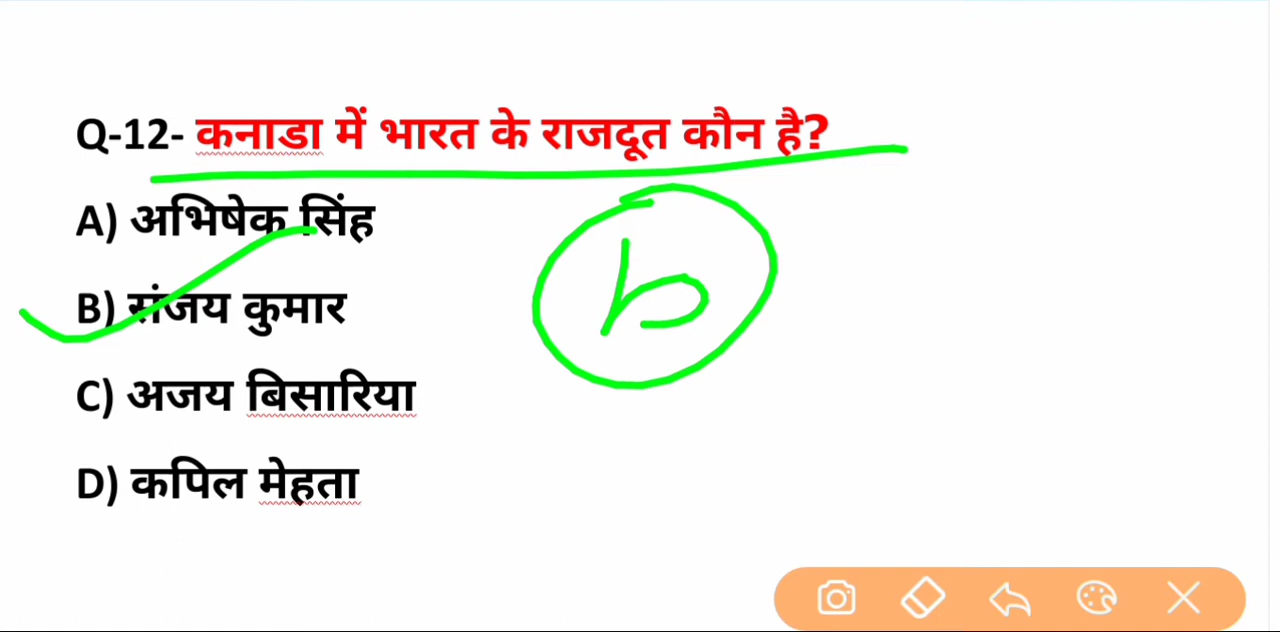 Q-12- कनाडा में भारत के राजदूत कौन है?
A) अभिषेक सिंह
B) संजय कुमार
b
C) अजय बिसारिया
D) कपिल मेहता